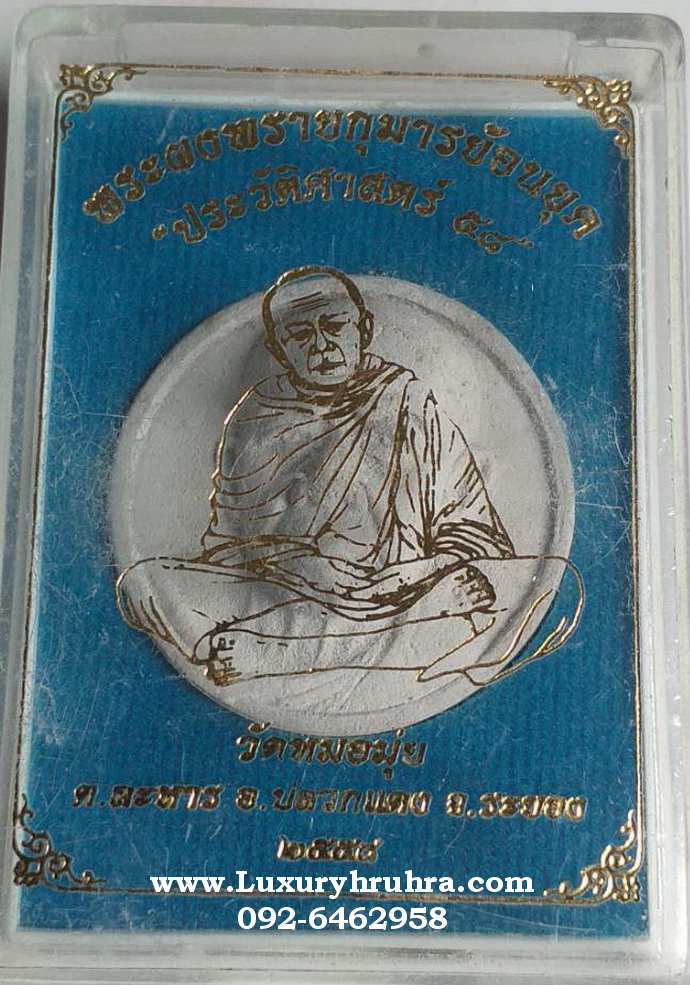 พระผงพรายกุมารย้อนยุค
"ประวัติศาสตร์ ๕๘"
วัดหมอมุ่ย
ต.ละหาร อ.ปลวกแดง จ.ระยอง
๒๕๕๘
www.Luxuryhruhra.com
092-6462958